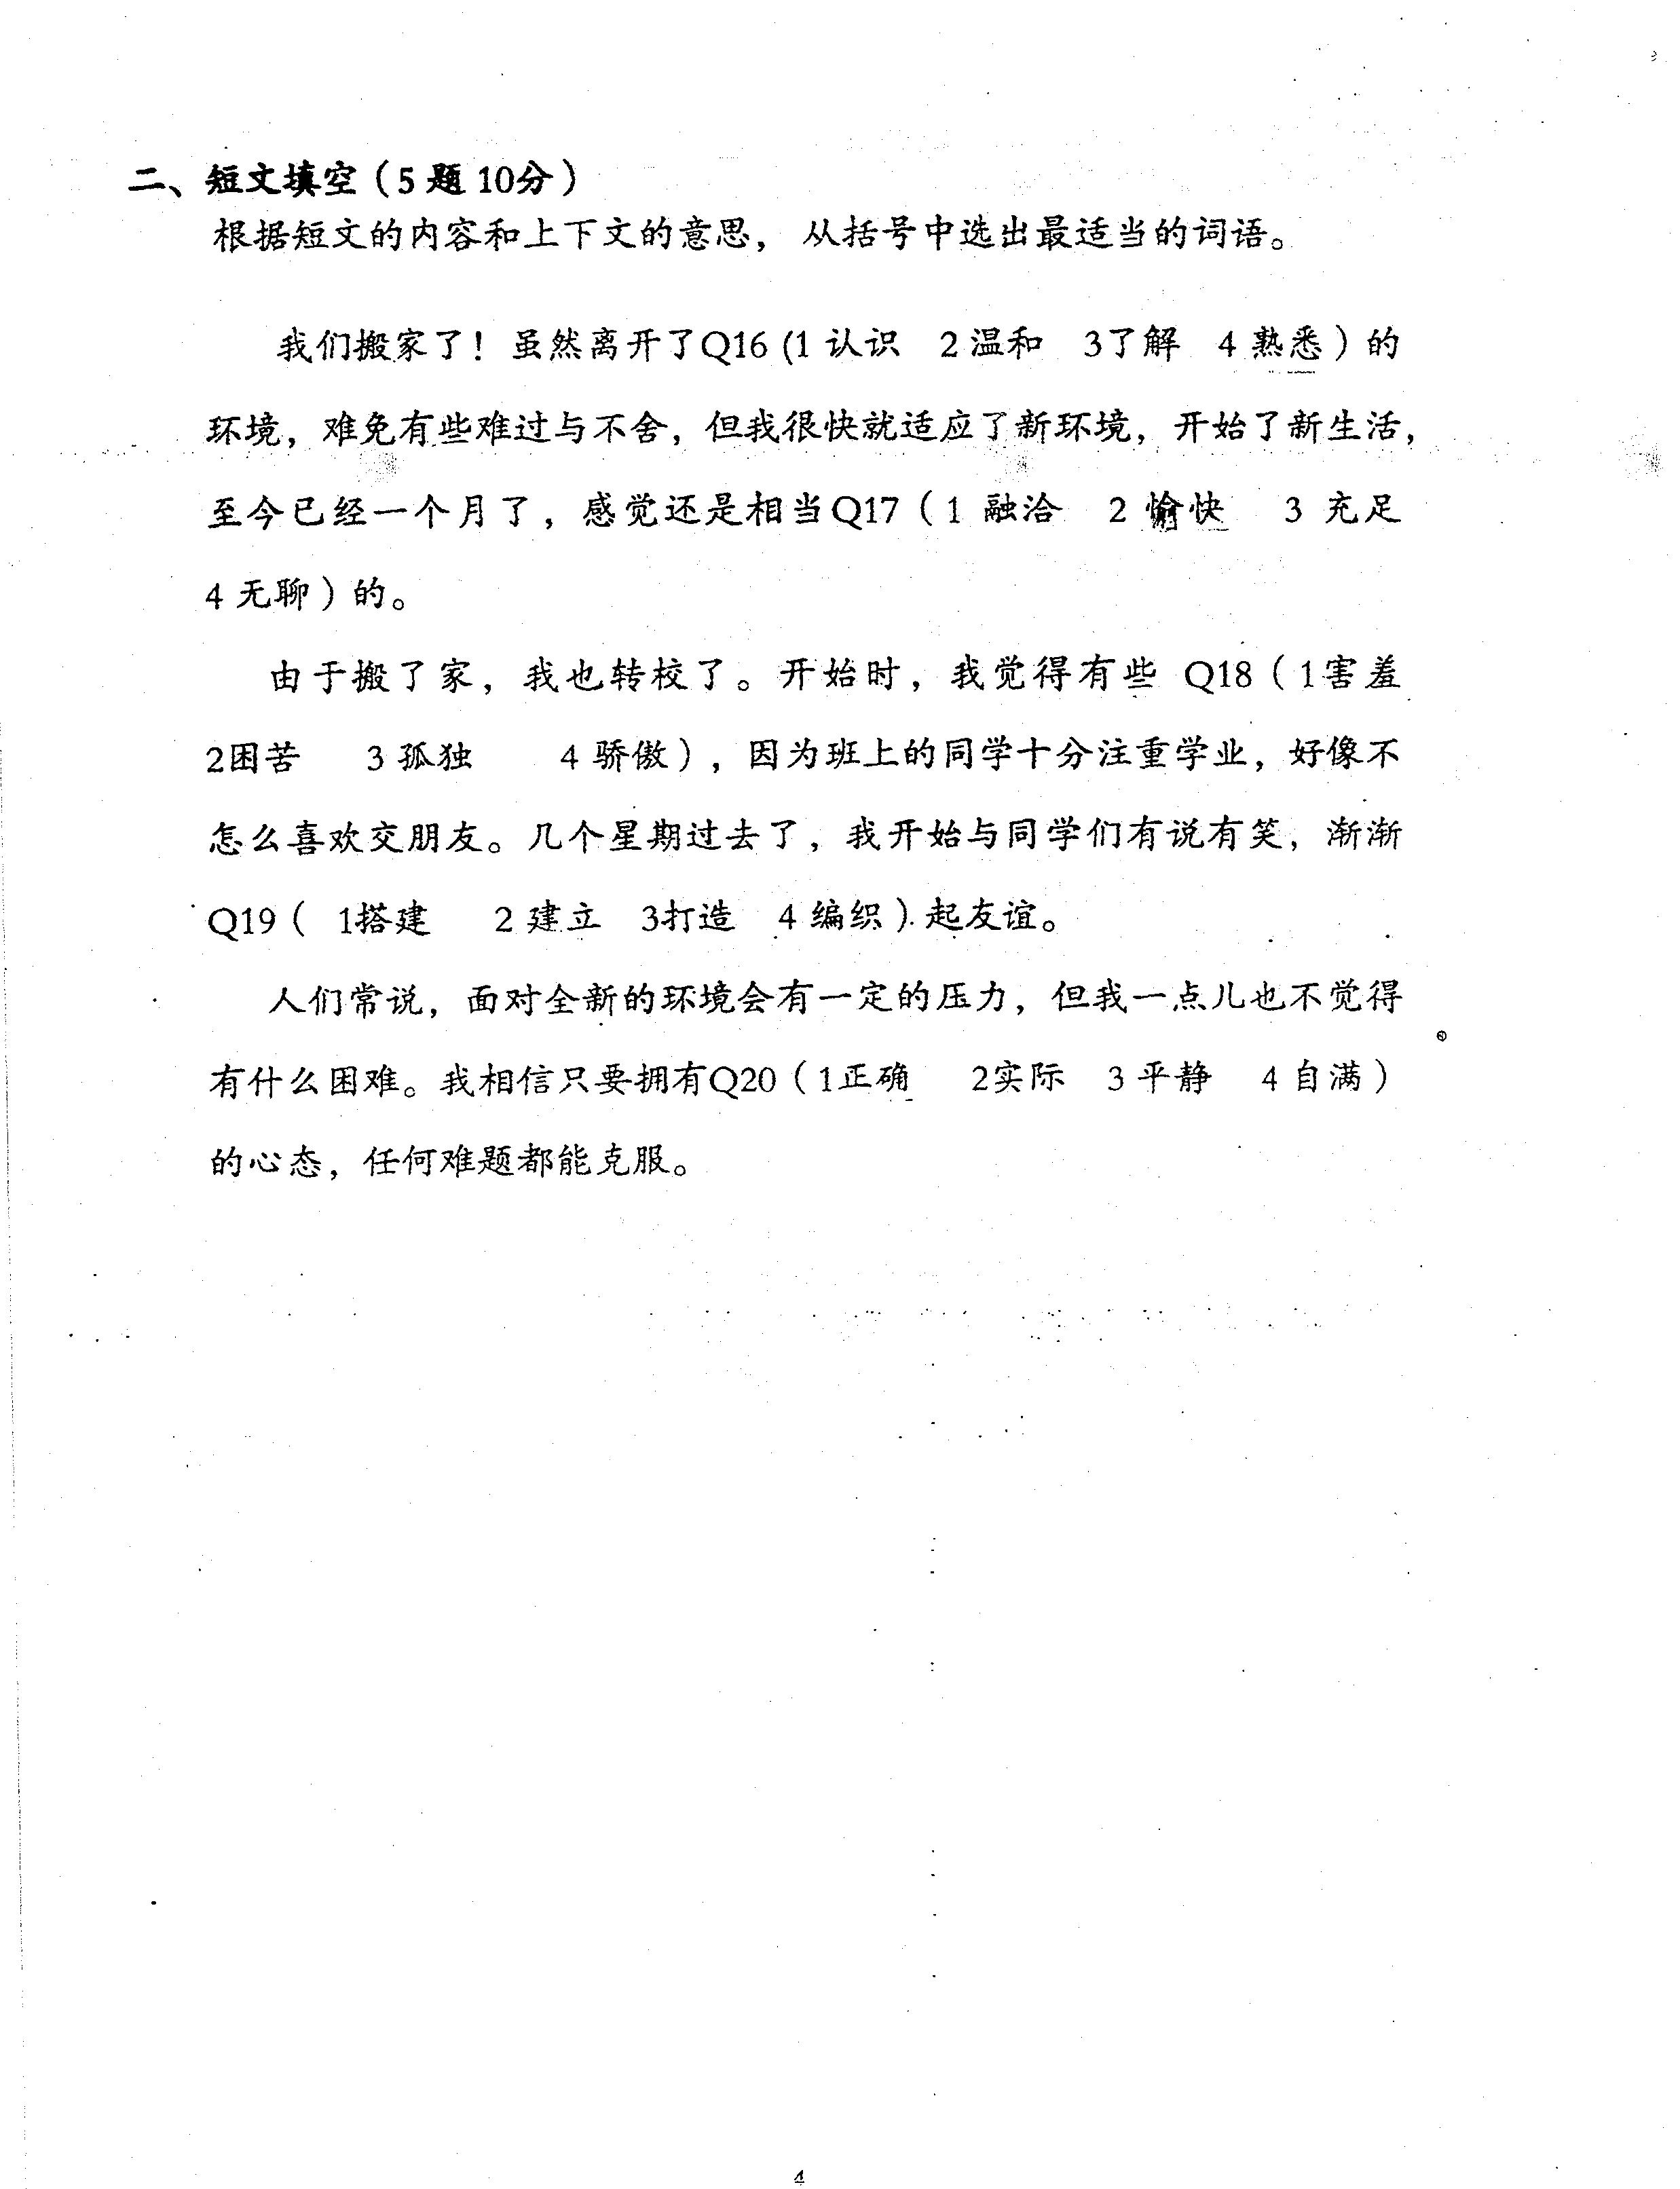 二、短文填空（5题10分）
根据短文的内容和上下文的意思，从括号中选出最适当的词语。
我们搬家了！虽然离开了Q16 (1 认识 2 温和 3了解 4 熟悉）的
环境，难免有些难过与不舍，但我很快就适应了新环境，开始了新生活，
至今已经一个月了，感觉还是相当Q17（1 融洽 2 愉快 3 充足
4 无聊）的。
由于搬了家，我也转校了。开始时，我觉得有些 Q18（1害羞
2困苦 3 孤独 4 骄傲），因为班上的同学十分注重学业，好像不
怎么喜欢交朋友。几个星期过去了，我开始与同学们有说有笑，渐渐
Q19（ 1搭建 2 建立 3打造 4 编织）起友谊。
人们常说，面对全新的环境会有一定的压力，但我一点儿也不觉得
有什么困难。我相信只要拥有Q20（1正确 2实际 3 平静 4 自满）
的心态，任何难题都能克服。
4